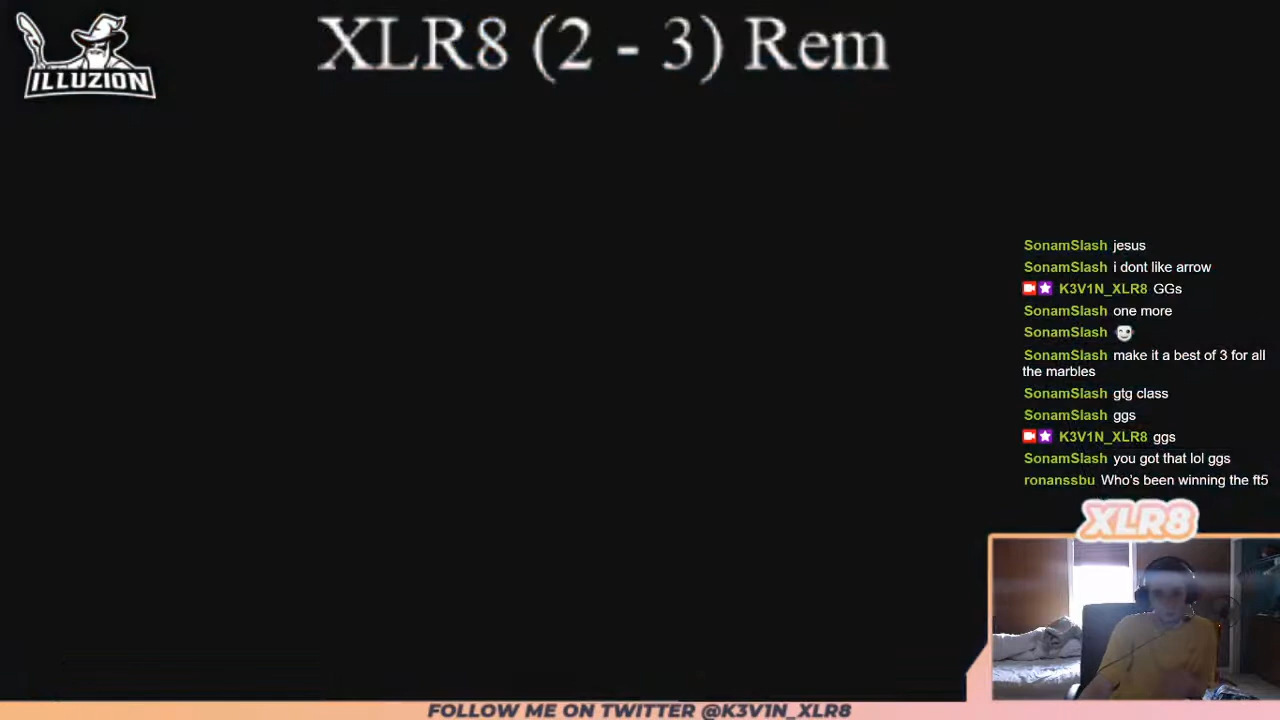 XLR8 (2 - 3) Rem
ILLUZION
SonamSlash jesus
SonamSlash i dont like arrow
K3V1N_XLR8 GGs
SonamSlash one more
SonamSlash
SonamSlash make it a best of 3 for all
the marbles
SonamSlash gtg class
SonamSlash ggs
K3V1N_XLR8 ggs
SonamSlash you got that lol ggs
ronanssbu Who's been winning the ft5
XLR8
FOLLOW ME ON TWITTER @K3V1N_XLR8